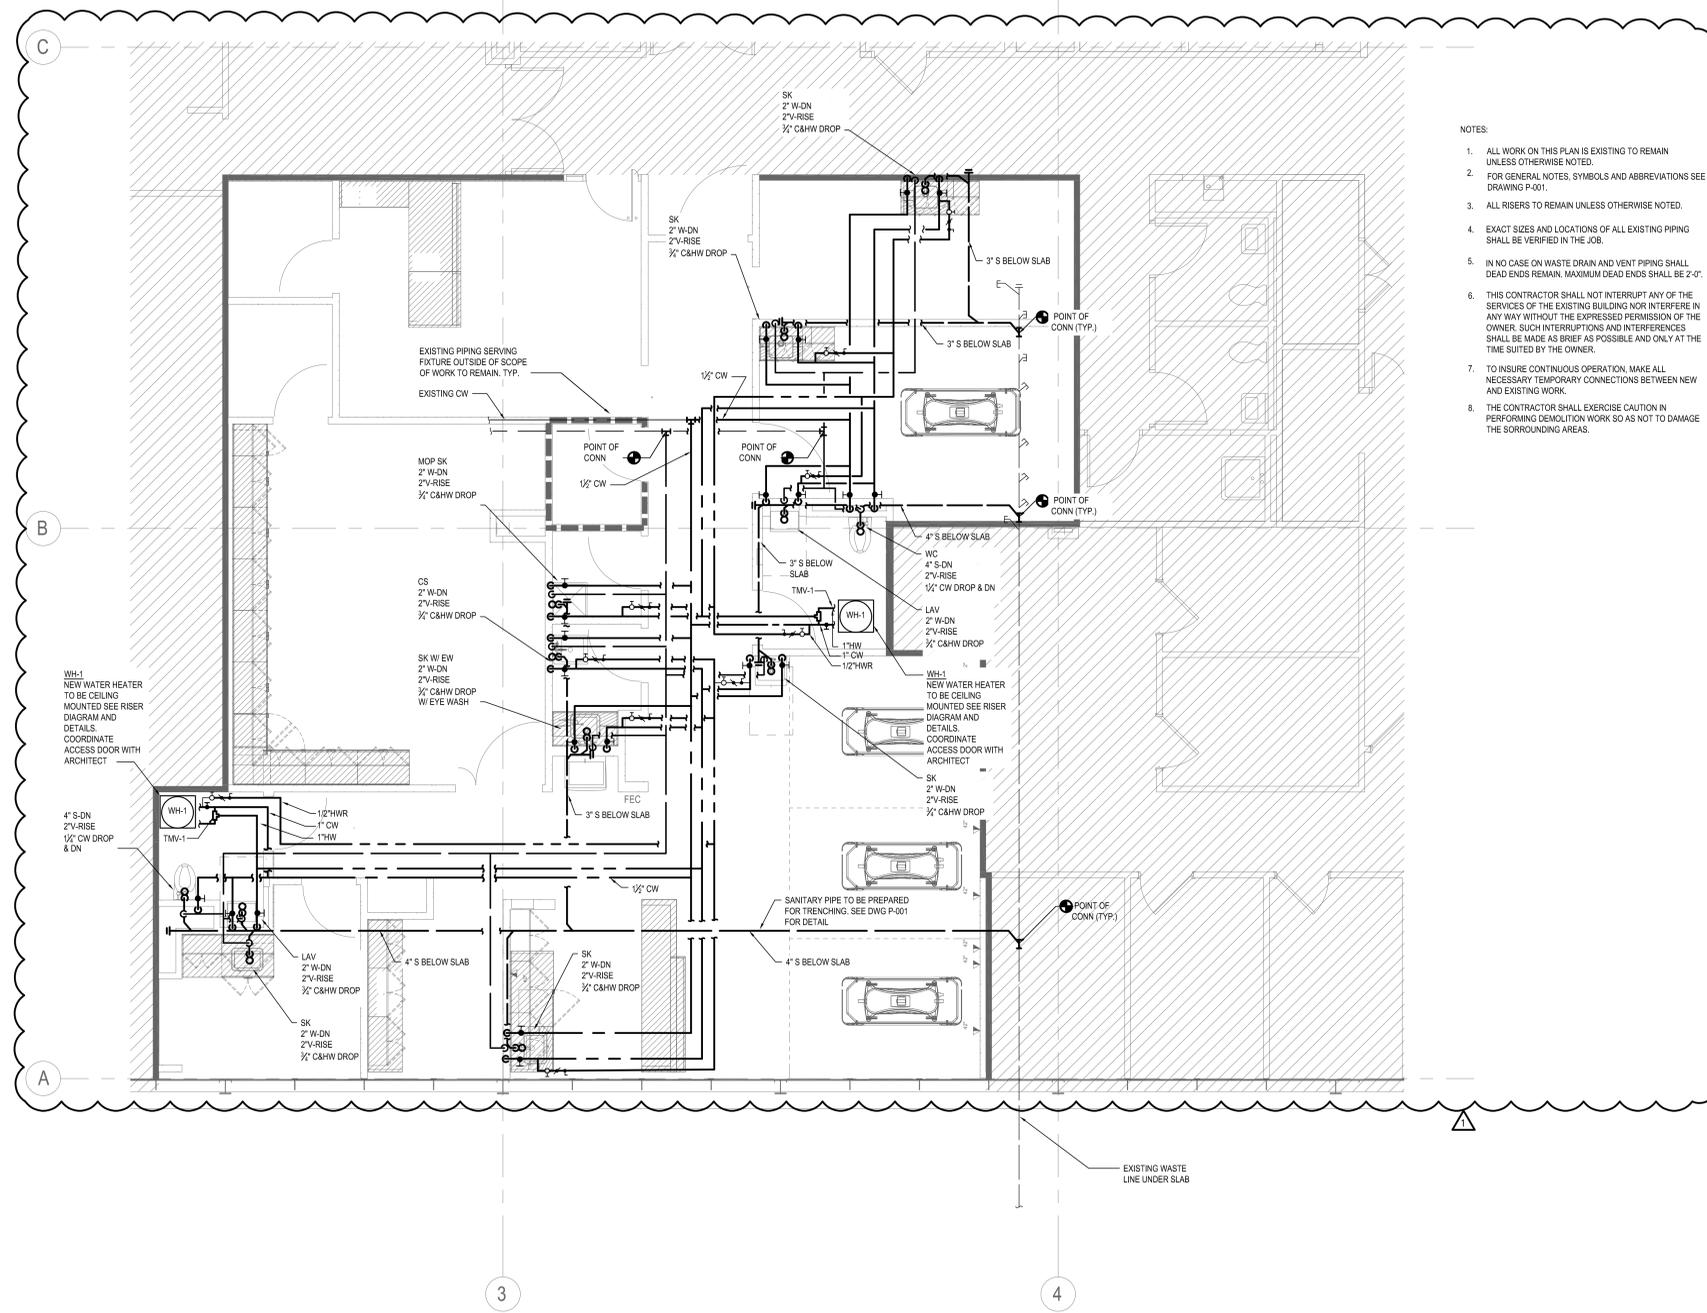 C
SK
2" W-DN
2"V-RISE
¾" C&HW DROP
NOTES:
1. ALL WORK ON THIS PLAN IS EXISTING TO REMAIN
UNLESS OTHERWISE NOTED.
2. FOR GENERAL NOTES, SYMBOLS AND ABBREVIATIONS SEE
DRAWING P-001.
3. ALL RISERS TO REMAIN UNLESS OTHERWISE NOTED.
4. EXACT SIZES AND LOCATIONS OF ALL EXISTING PIPING
SHALL BE VERIFIED IN THE JOB.
5. IN NO CASE ON WASTE DRAIN AND VENT PIPING SHALL
DEAD ENDS REMAIN. MAXIMUM DEAD ENDS SHALL BE 2'-0".
6. THIS CONTRACTOR SHALL NOT INTERRUPT ANY OF THE
SERVICES OF THE EXISTING BUILDING NOR INTERFERE IN
ANY WAY WITHOUT THE EXPRESSED PERMISSION OF THE
OWNER. SUCH INTERRUPTIONS AND INTERFERENCES
SHALL BE MADE AS BRIEF AS POSSIBLE AND ONLY AT THE
TIME SUITED BY THE OWNER.
7. TO INSURE CONTINUOUS OPERATION, MAKE ALL
NECESSARY TEMPORARY CONNECTIONS BETWEEN NEW
AND EXISTING WORK.
8. THE CONTRACTOR SHALL EXERCISE CAUTION IN
PERFORMING DEMOLITION WORK SO AS NOT TO DAMAGE
THE SORROUNDING AREAS.
SK
2" W-DN
2"V-RISE
¾" C&HW DROP
3" S BELOW SLAB
E
POINT OF
CONN (TYP.)
3" S BELOW SLAB
EXISTING PIPING SERVING
FIXTURE OUTSIDE OF SCOPE
OF WORK TO REMAIN. TYP.
1½" CW
EXISTING CW
POINT OF
CONN
POINT OF
CONN
MOP SK
2" W-DN
2"V-RISE
¾" C&HW DROP
1½" CW
POINT OF
CONN (TYP.)
E
B
4" S BELOW SLAB
WC
4" S-DN
2"V-RISE
1¼" CW DROP & DN
3" S BELOW
SLAB
TMV-1
CS
2" W-DN
2"V-RISE
¾" C&HW DROP
WH-1
LAV
2" W-DN
2"V-RISE
¾" C&HW DROP
1"HW
1" CW
1/2"HWR
SK W/ EW
2" W-DN
2"V-RISE
¾" C&HW DROP
W/ EYE WASH
WH-1
NEW WATER HEATER
TO BE CEILING
MOUNTED SEE RISER
DIAGRAM AND
DETAILS.
COORDINATE
ACCESS DOOR WITH
ARCHITECT
WH-1
NEW WATER HEATER
TO BE CEILING
MOUNTED SEE RISER
DIAGRAM AND
DETAILS.
COORDINATE
ACCESS DOOR WITH
ARCHITECT
SK
2" W-DN
2"V-RISE
¾" C&HW DROP
FEC
3" S BELOW SLAB
WH-1
TMV-1
1/2"HWR
1" CW
1"HW
4" S-DN
2"V-RISE
1½" CW DROP
& DN
1½" CW
SANITARY PIPE TO BE PREPARED
FOR TRENCHING. SEE DWG P-001
FOR DETAIL
POINT OF
CONN (TYP.)
LAV
2" W-DN
2"V-RISE
¾" C&HW DROP
4" S BELOW SLAB
SK
2" W-DN
2"V-RISE
¾" C&HW DROP
4" S BELOW SLAB
SK
2" W-DN
2"V-RISE
¾" C&HW DROP
A
1
EXISTING WASTE
LINE UNDER SLAB
3
4